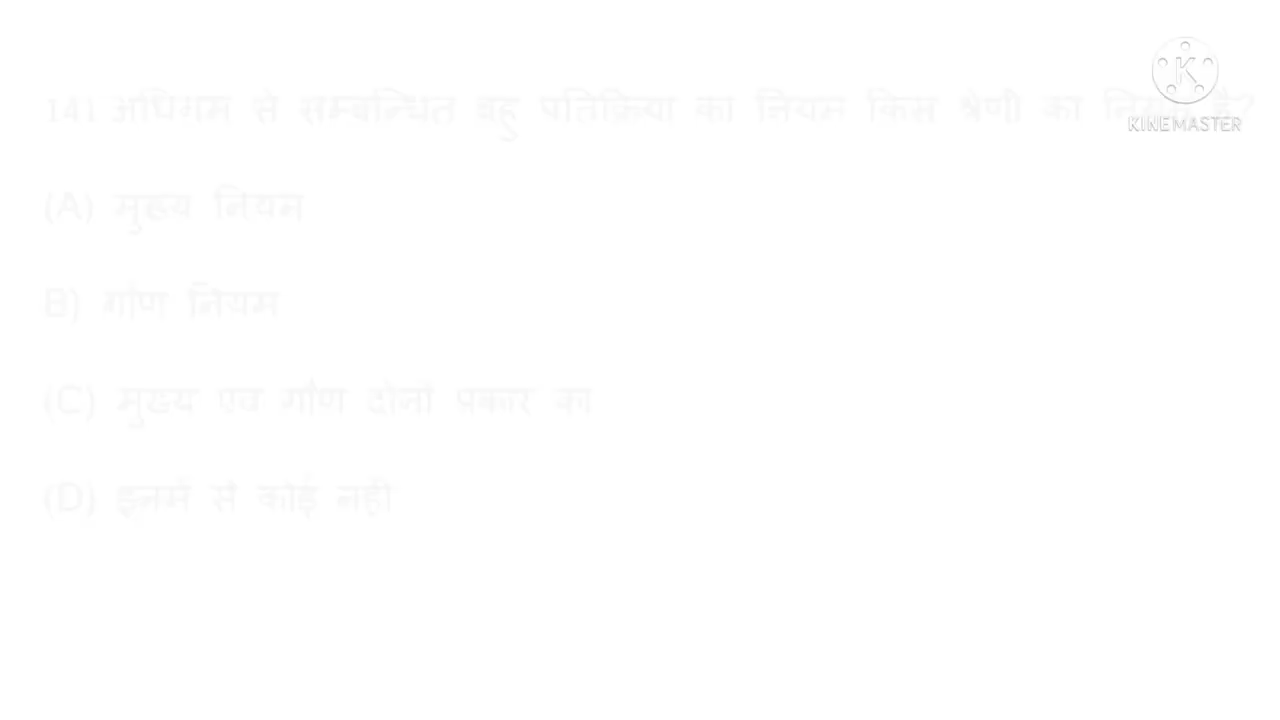 141 अधिगम से सम्बन्धित बहु प्रतिक्रिया का नियम किस श्रेणी का नियम है?
KINEMASTER
(A) मुख्य नियम
B) गौण नियम
(C) मुख्य एवं गौण दोनों प्रकार का
(D) इनमें से कोई नहीं